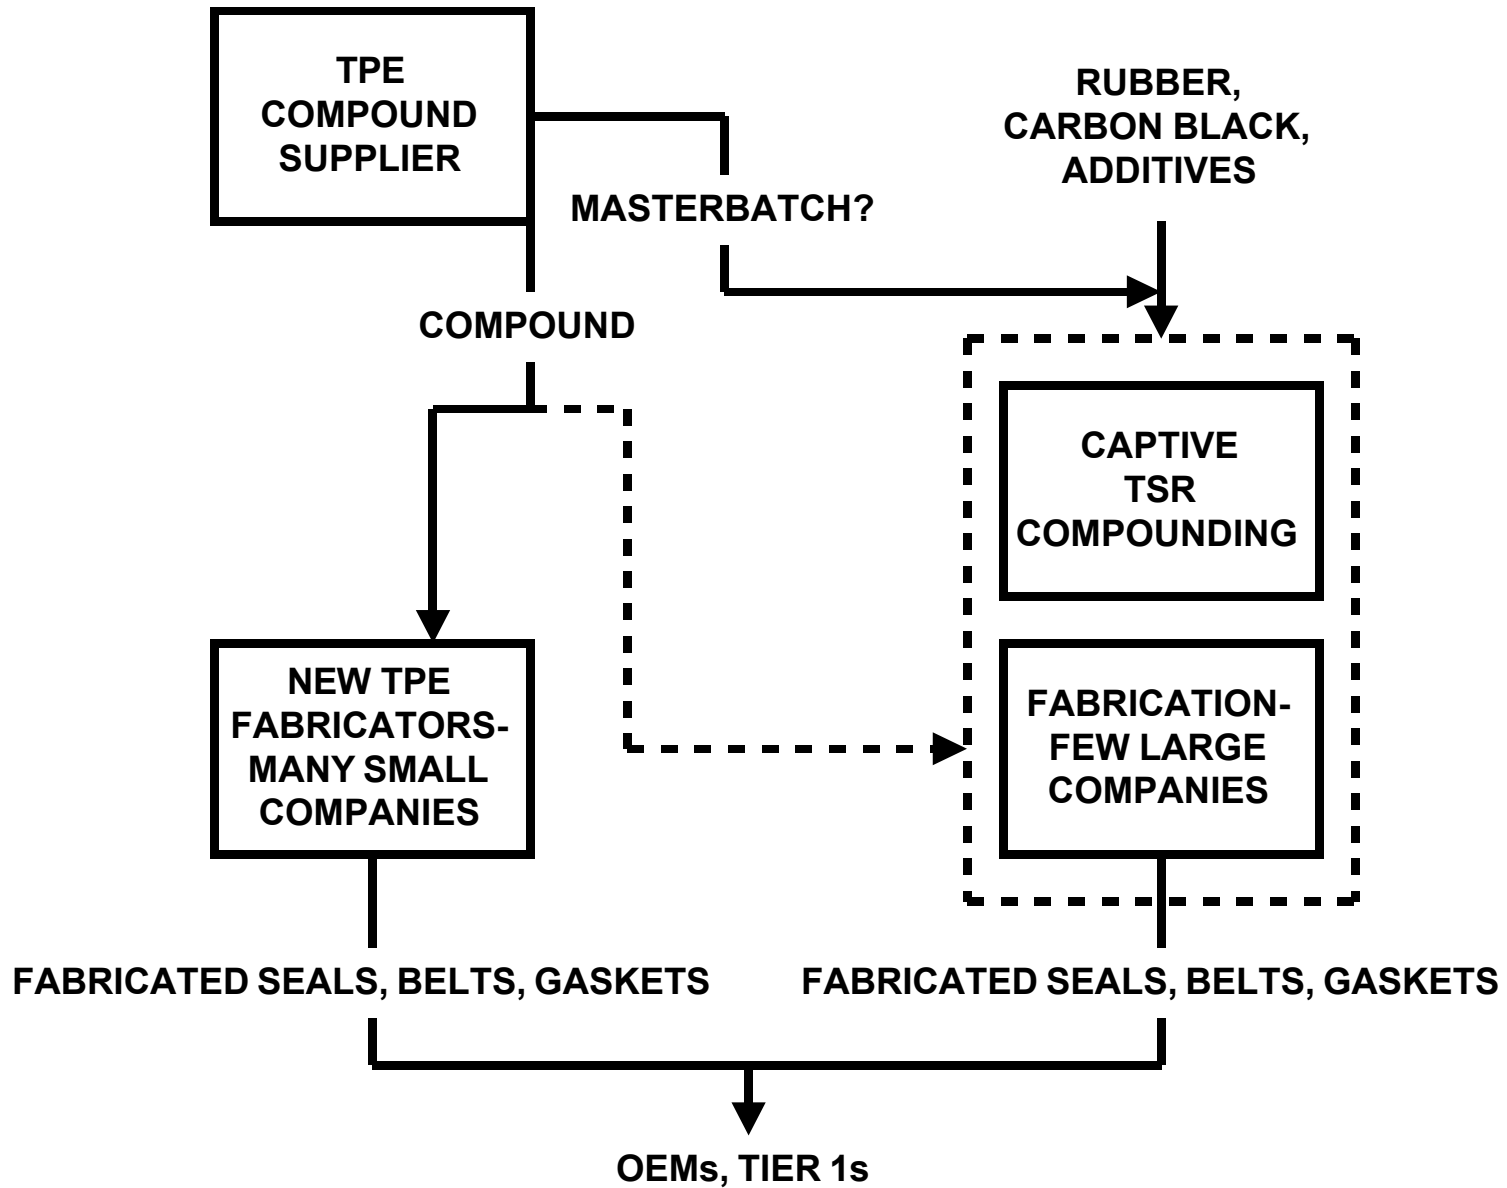 TPE
COMPOUND
SUPPLIER
RUBBER,
CARBON BLACK,
ADDITIVES
MASTERBATCH?
COMPOUND
CAPTIVE
TSR
COMPOUNDING
NEW TPE
FABRICATORS-
MANY SMALL
COMPANIES
FABRICATION-
FEW LARGE
COMPANIES
FABRICATED SEALS, BELTS, GASKETS
FABRICATED SEALS, BELTS, GASKETS
OEMs, TIER 1s